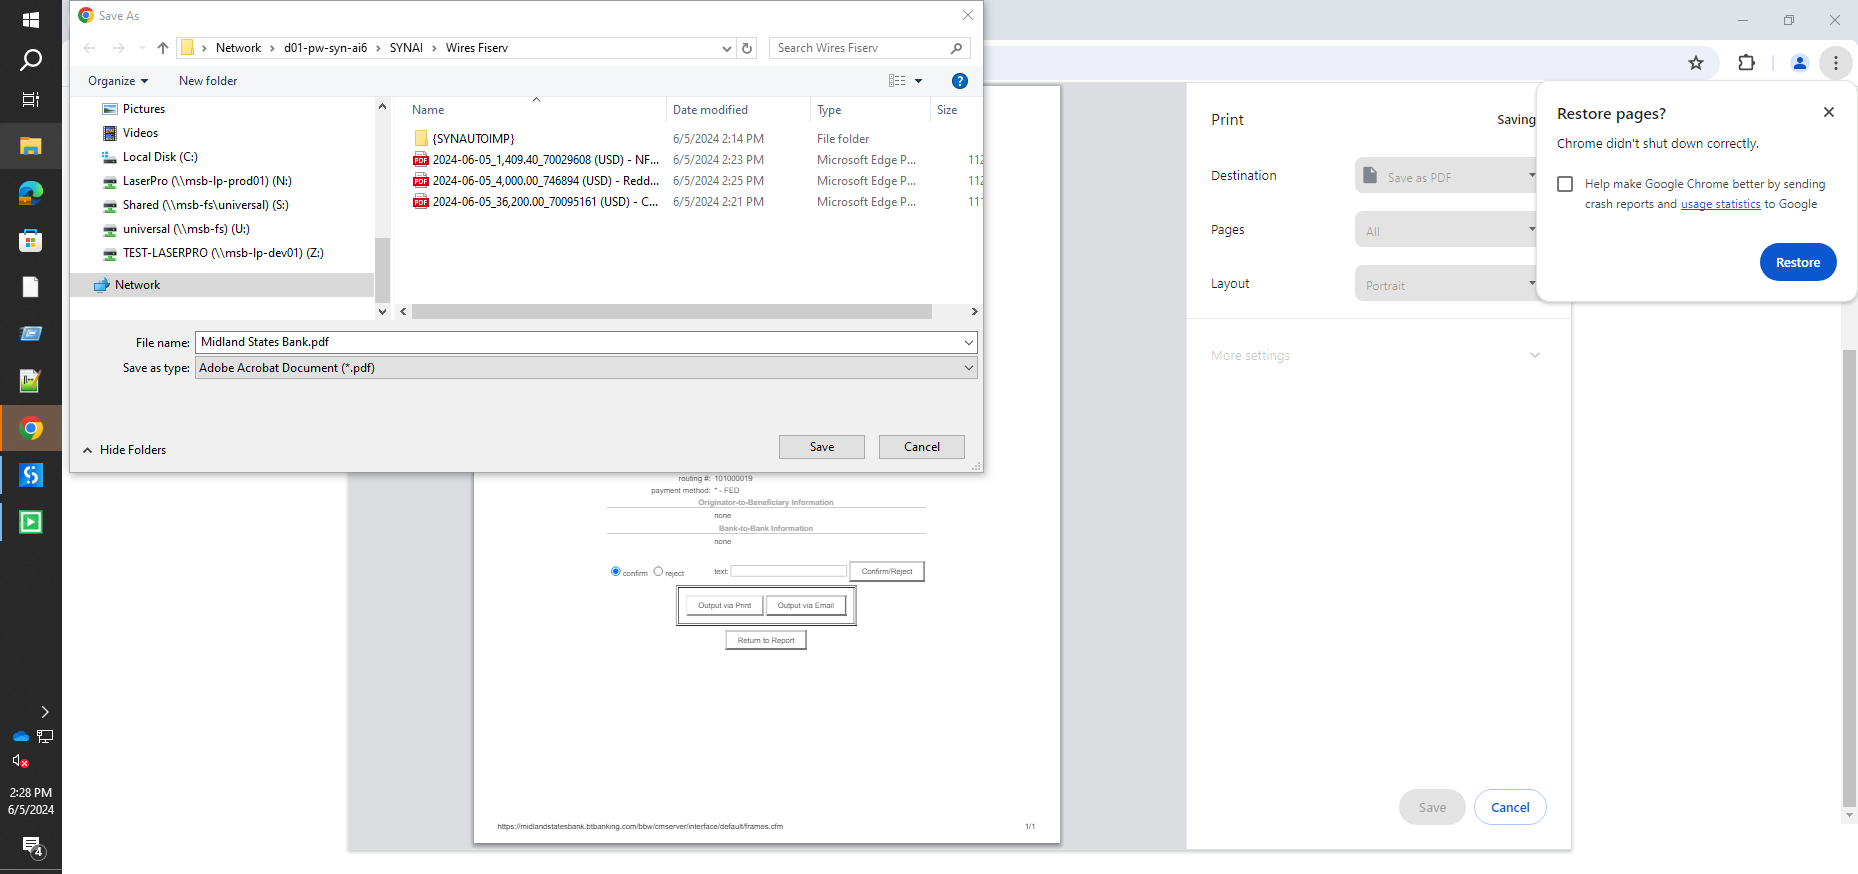 Save As
Network > d01-pw-syn-ai6 > SYNAI > Wires Fiserv
Search Wires Fiserv
Organize
New folder
?
Name
Date modified
Type
Size
{SYNAUTOIMP}
6/5/2024 2:14 PM
File folder
2024-06-05_1,409.40_70029608 (USD) - NF...
6/5/2024 2:23 PM
Microsoft Edge P...
112
2024-06-05_4,000.00_746894 (USD) - Redd...
6/5/2024 2:25 PM
Microsoft Edge P...
112
2024-06-05_36,200.00_70095161 (USD) - C...
6/5/2024 2:21 PM
Microsoft Edge P...
111
Pictures
Videos
Local Disk (C:)
LaserPro (\\msb-lp-prod01) (N:)
Shared (\\msb-fs\universal) (S:)
universal (\\msb-fs) (U:)
TEST-LASERPRO (\\msb-lp-dev01) (Z:)
Network
File name: Midland States Bank.pdf
Save as type: Adobe Acrobat Document (*.pdf)
Hide Folders
Save
Cancel
routing #: 101000019
payment method: * - FED
Originator-to-Beneficiary Information
none
Bank-to-Bank Information
none
confirm
reject
text:
Confirm/Reject
Output via Print
Output via Email
Return to Report
https://midlandstatesbank.btbanking.com/bbw/cmserver/interface/default/frames.cfm
1/1
Print
Saving
Destination
Save as PDF
Pages
All
Layout
Portrait
More settings
Save
Cancel
Restore pages?
Chrome didn't shut down correctly.
Help make Google Chrome better by sending
crash reports and usage statistics to Google
Restore
2:28 PM
6/5/2024
4